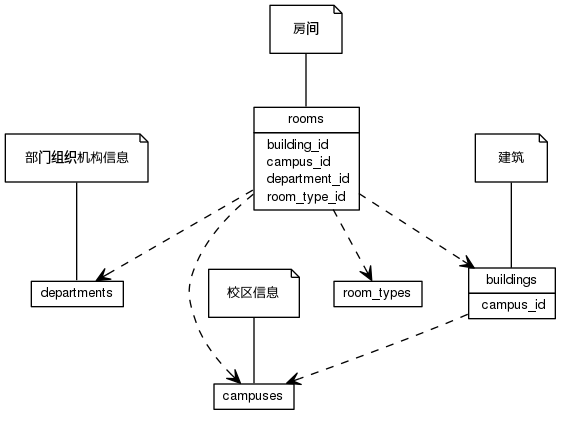 房间
rooms
building_id
campus_id
department_id
room_type_id
部门组织机构信息
建筑
departments
校区信息
room_types
buildings
campus_id
campuses